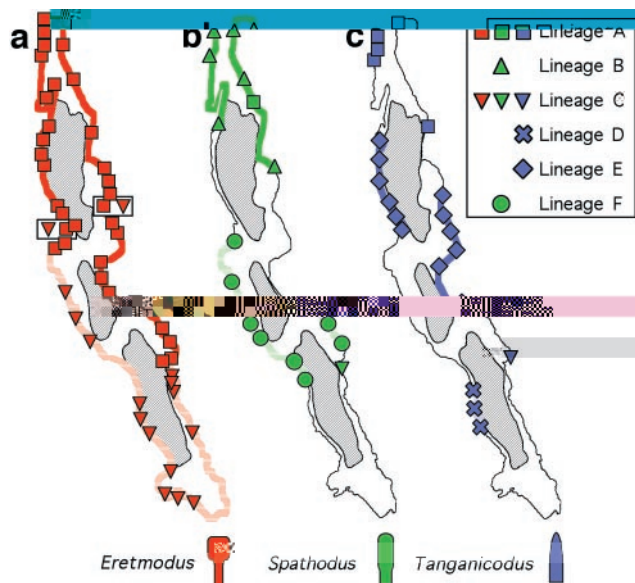 a b c
Lineage A
Lineage B
Lineage C
Lineage D
Lineage E
Lineage F
Eretmodus Spathodus Tanganicodus